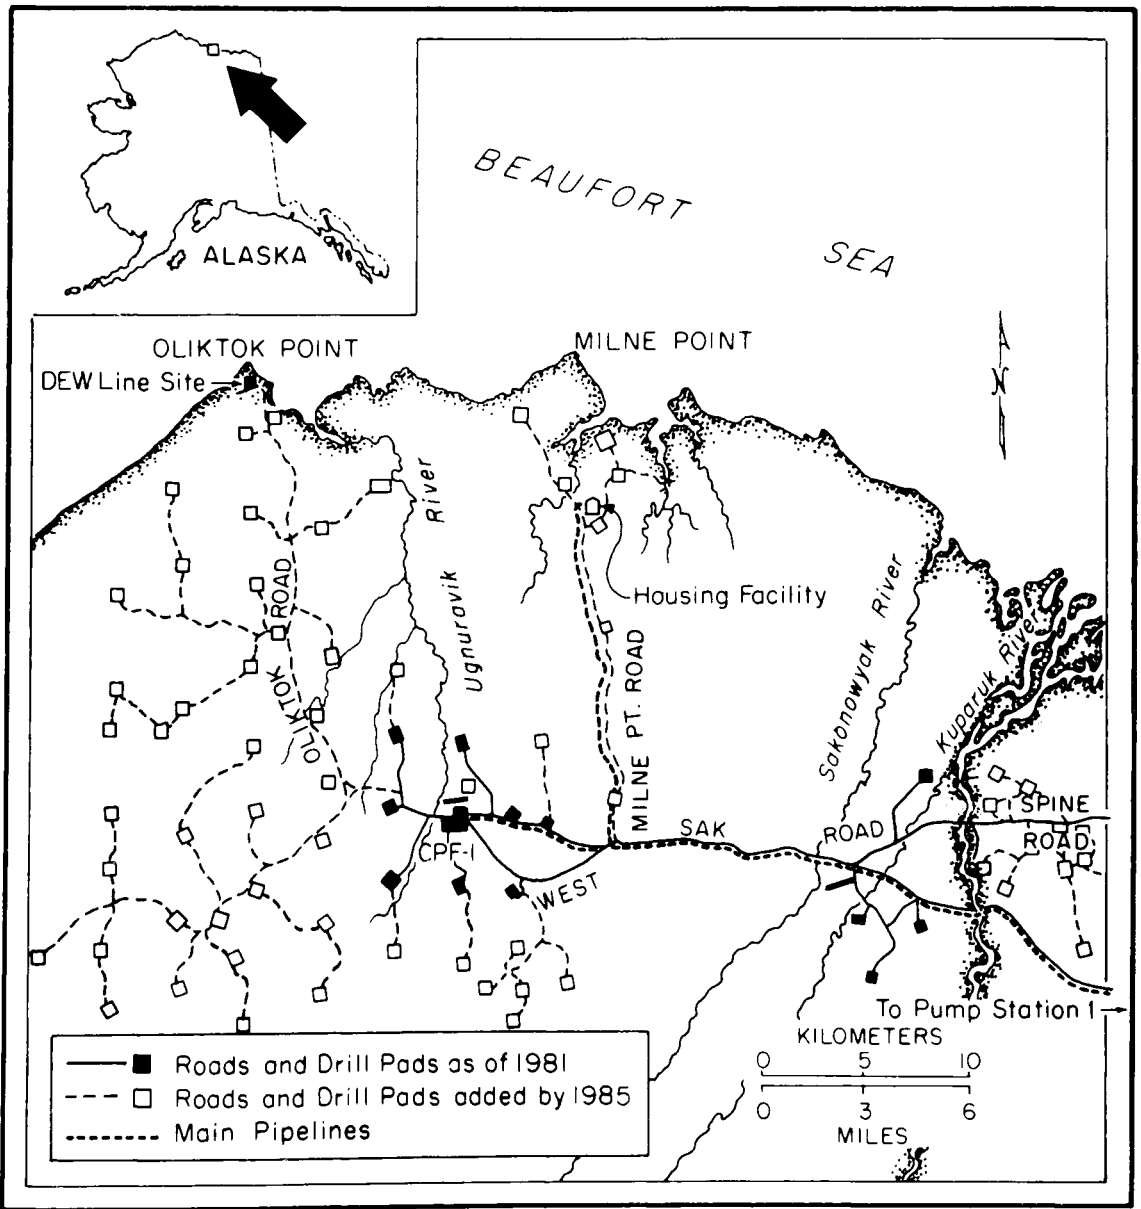 ALASKA
BEAUFORT
SEA
OLIKTOK POINT
MILNE POINT
DEW Line Site
N
River
Ugnuravik
ROAD
OLIKTOK
Housing Facility
MILNE PT. ROAD
Sakonowyak River
Kuparuk River
SPINE
ROAD
CPF-1
WEST
SAK
ROAD
To Pump Station 1
KILOMETERS
0 5 10
0 3 6
MILES
Roads and Drill Pads as of 1981
Roads and Drill Pads added by 1985
Main Pipelines